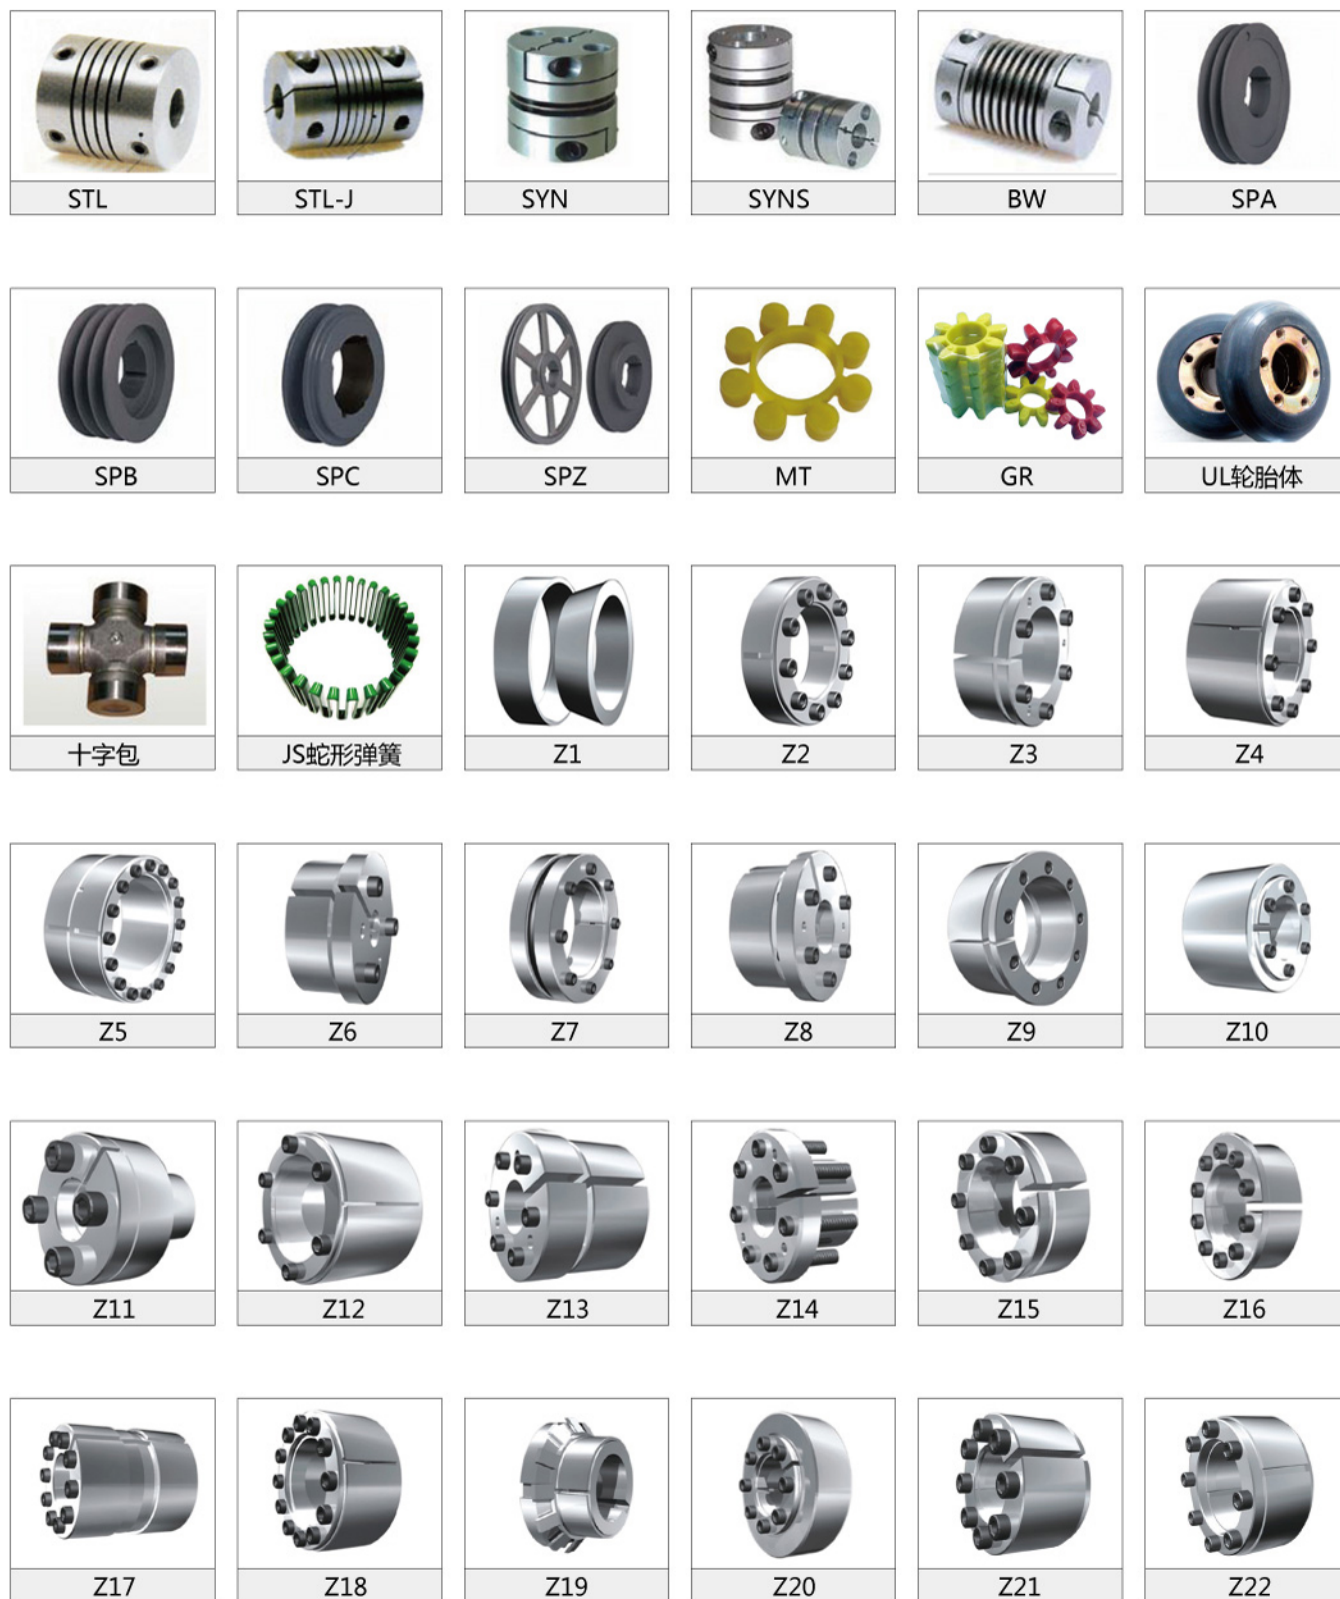 STL
STL-J
SYN
SYNS
BW
SPA
SPB
SPC
SPZ
MT
GR
UL轮胎体
十字包
JS蛇形弹簧
Z1
Z2
Z3
Z4
Z5
Z6
Z7
Z8
Z9
Z10
Z11
Z12
Z13
Z14
Z15
Z16
Z17
Z18
Z19
Z20
Z21
Z22